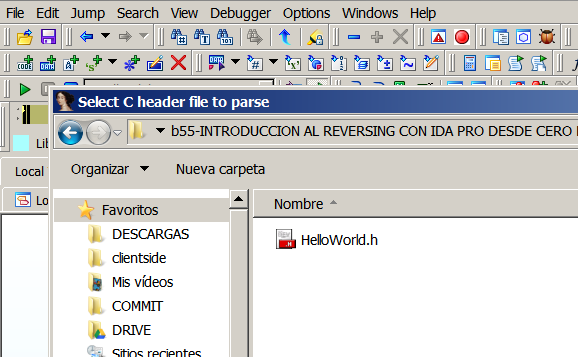 File Edit Jump Search View Debugger Options Windows Help
Select C header file to parse
b55-INTRODUCCION AL REVERSING CON IDA PRO DESDE CERO
Lib
Organizar Nueva carpeta
Local
Lo
Favoritos
Nombre
DESCARGAS
HelloWorld.h
clientside
Mis vídeos
COMMIT
DRIVE
Sitios recientes